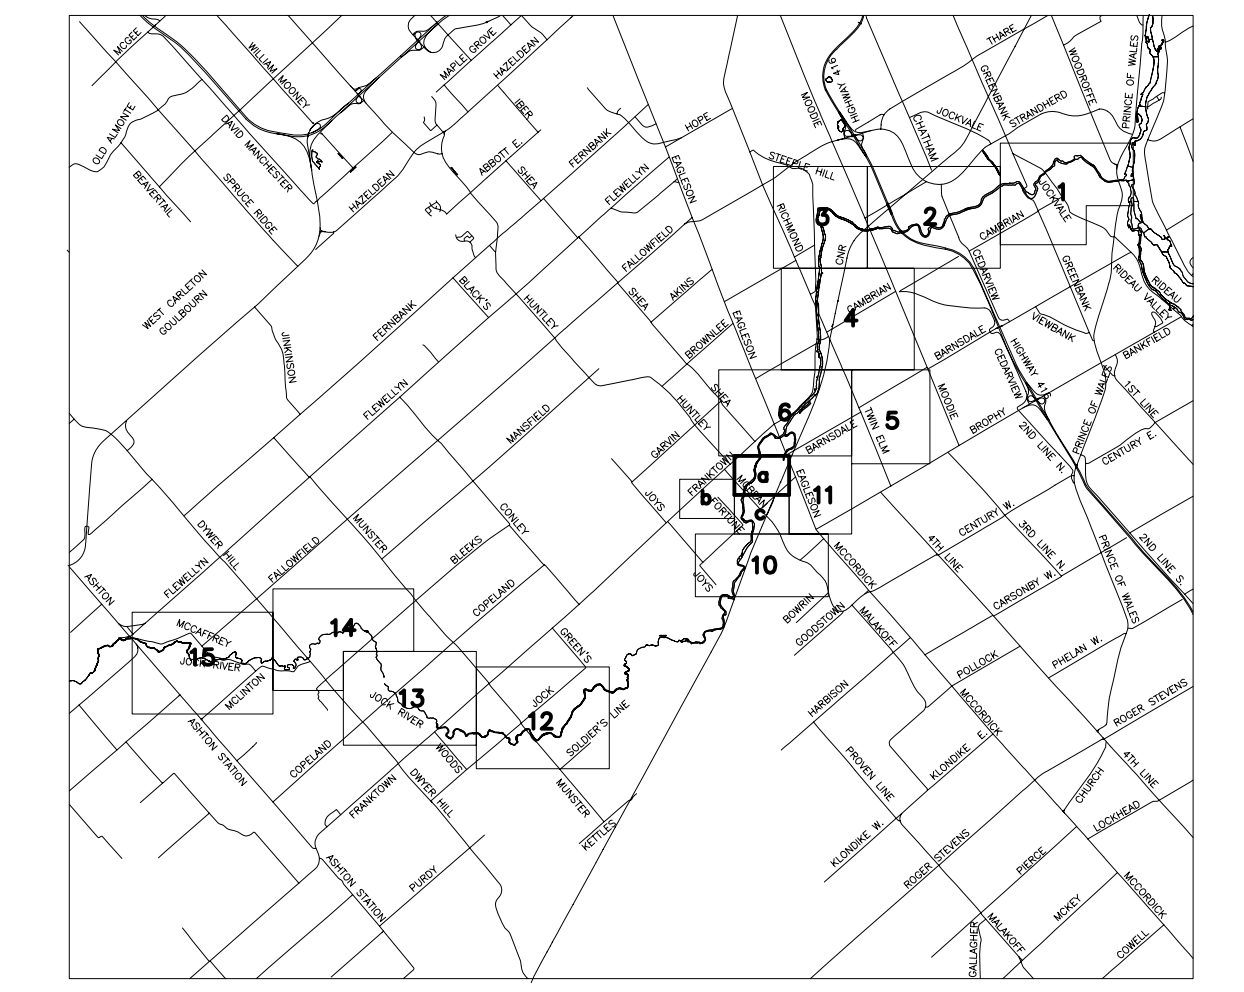 MCGEE
WILLIAM MOONEY
MAPLE GROVE
HAZELDEAN
THARE
WOODROFFE
PRINCE OF WALES
HIGHWAY 416
GREENBANK
OLD ALMONTE
DAVID MANCHESTER
IBER
MOODIE
JOCKVALE
STRANDHERD
HOPE
CHATHAM
ABBOTT E.
FERNBANK
BEAVERTAIL
SPRUCE RIDGE
HAZELDEAN
SHEA
FLEWELLYN
EAGLESON
STEEPLE HILL
JOCKVALE
1
2
3
RICHMOND
CAMBRIAN
FALLOWFIELD
CNR
CEDARVIEW
GREENBANK
RIDEAU VALLEY
RIDEAU
WEST CARLETON
GOULBOURN
BLACK'S
HUNTLEY
SHEA
AKINS
CAMBRIAN
4
FERNBANK
JINKINSON
BROWNLEE
EAGLESON
BARNSDALE
VIEWBANK
BANKFIELD
HIGHWAY 416
CEDARVIEW
PRINCE OF WALES
1ST LINE
FLEWELLYN
MANSFIELD
SHEA
HUNTLEY
6
MOODIE
TWIN ELM
5
BROPHY
GARVIN
BARNSDALE
2ND LINE N.
CENTURY E.
FRANKTOWN
a
EAGLESON
11
JOYS
b
MORGAN
FORTUNE
c
CONLEY
MUNSTER
DYWER HILL
CENTURY W.
4TH LINE
3RD LINE N.
PRINCE OF WALES
2ND LINE S.
BLEEKS
FALLOWFIELD
FLEWELLYN
ASHTON
10
MCCORDICK
JOYS
COPELAND
CARSONBY W.
BOWRIN
GOODSTOWN
MALAKOFF
MCCAFFREY
14
GREEN'S
PHELAN W.
15
JOCK RIVER
POLLOCK
MCLINTON
JOCK RIVER
13
JOCK
12
SOLDIER'S LINE
HARBISON
MCCORDICK
ROGER STEVENS
ASHTON STATION
COPELAND
WOODS
KLONDIKE E.
PROVEN LINE
4TH LINE
FRANKTOWN
DWYER HILL
MUNSTER
CHURCH
KETTLES
KLONDIKE W.
LOCKHEAD
ROGER STEVENS
PIERCE
ASHTON STATION
PURDY
MCCORDICK
MCKEY
MALAKOFF
GALLAGHER
COWELL